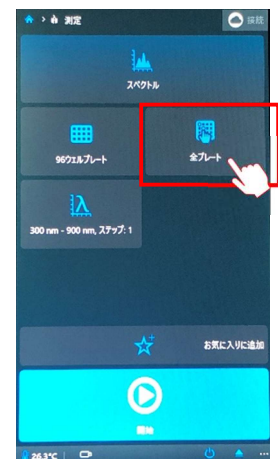 測定
接続
スペクトル
96ウェルプレート
全プレート
300 nm - 900 nm, ステップ: 1
お気に入りに追加
開始
26.3°C